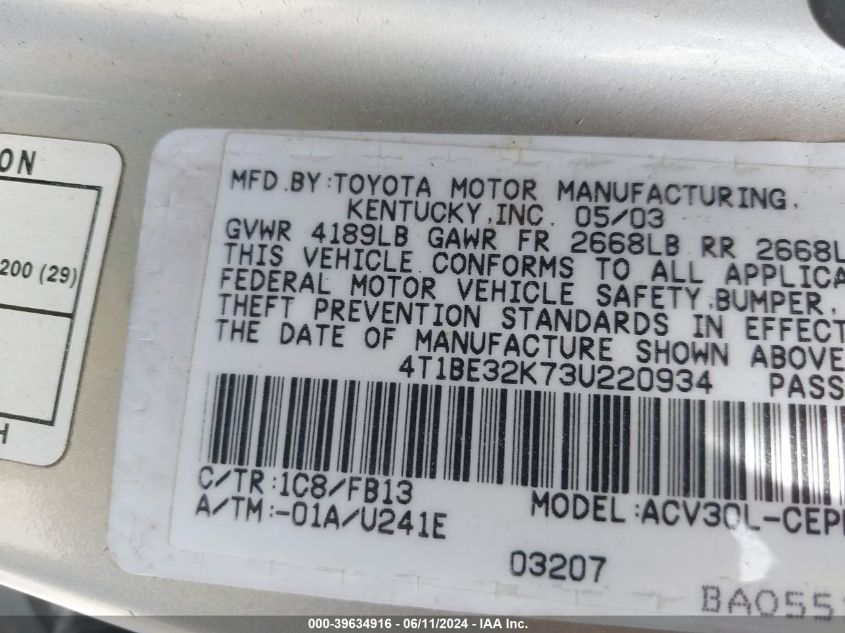 ON
200 (29)
H
MFD.BY:TOYOTA MOTOR MANUFACTURING.
KENTUCKY,INC. 05/03
GVWR 4189LB GAWR FR 2668LB RR 2668L
THIS VEHICLE CONFORMS TO ALL APPLICA
FEDERAL MOTOR VEHICLE SAFETY,BUMPER,
THEFT PREVENTION STANDARDS IN EFFECT
THE DATE OF MANUFACTURE SHOWN ABOVE
4T1BE32K73U220934 PASS
C/TR:1C8/FB13
A/TM:-01A/U241E
MODEL:ACV30L-CEP
03207
BA055
000-39634916 - 06/11/2024 - IAA Inc.